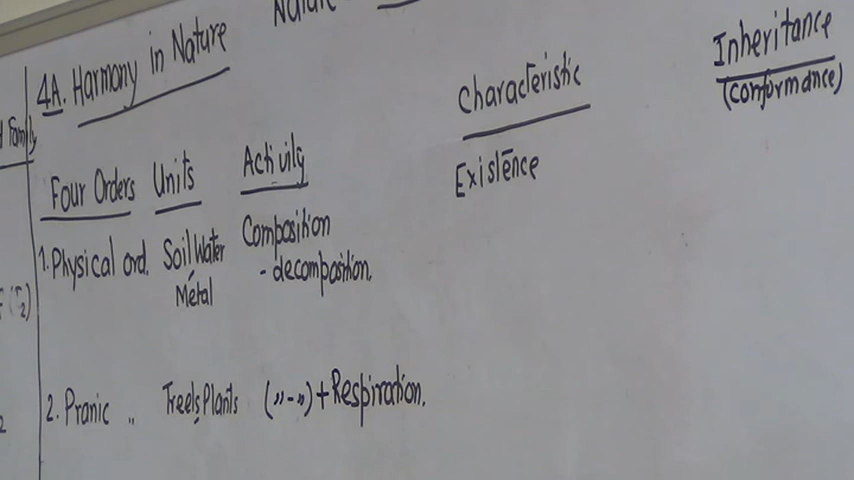 Nature
4A. Harmony in Nature
Characteristic
Inheritance
(conformance)
Family
Four Orders Units Activity
Existence
1. Physical ord. Soil, Water Composition
Metal - decomposition.
2. Pranic " Trees, Plants ("-") + Respiration.